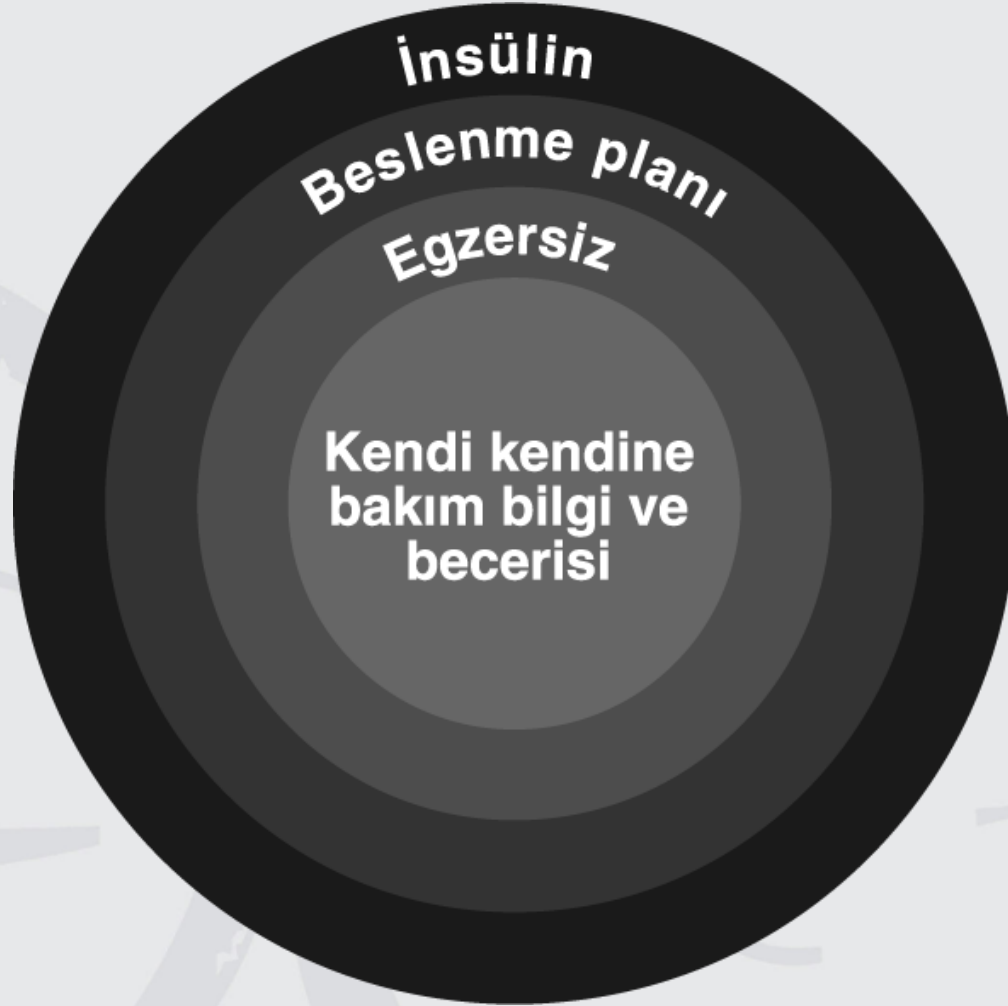 İnsülin
Beslenme planı
Egzersiz
Kendi kendine
bakım bilgi ve
becerisi